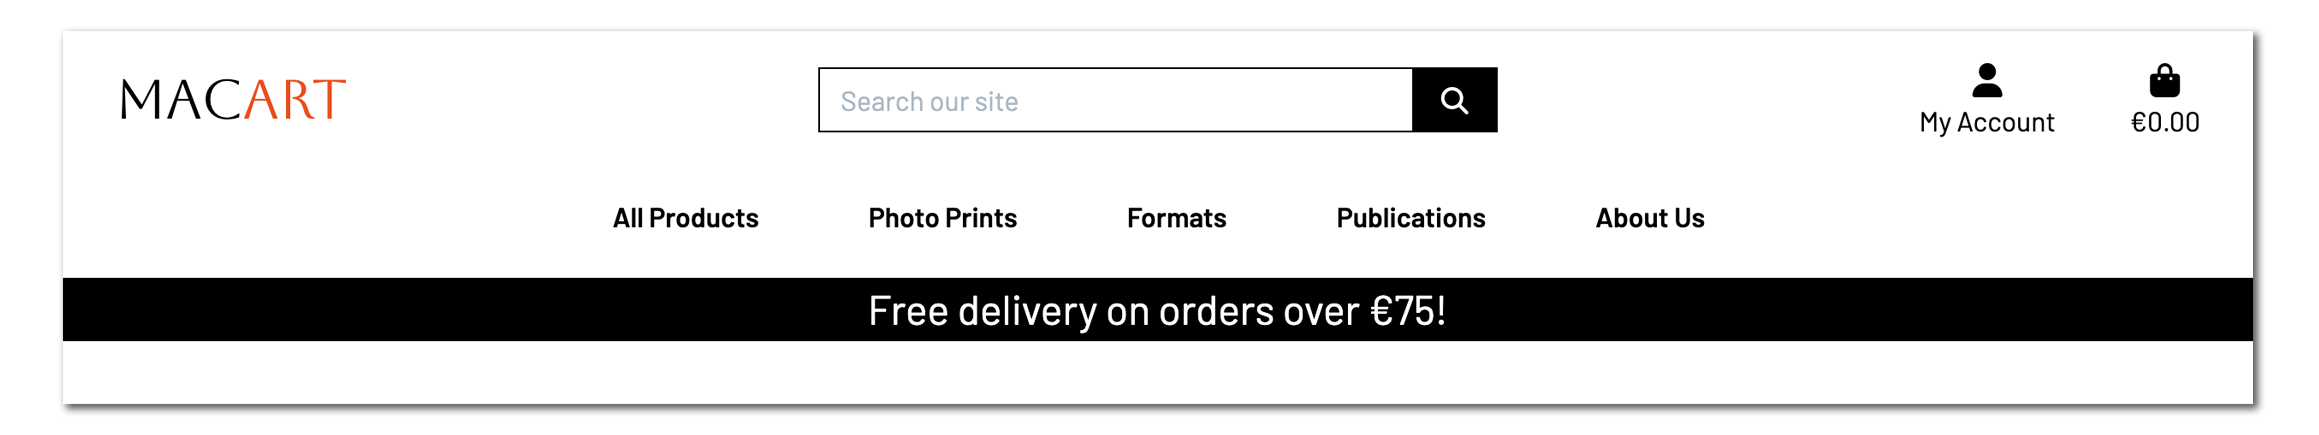 MACART
Search our site
My Account
€0.00
All Products
Photo Prints
Formats
Publications
About Us
Free delivery on orders over €75!